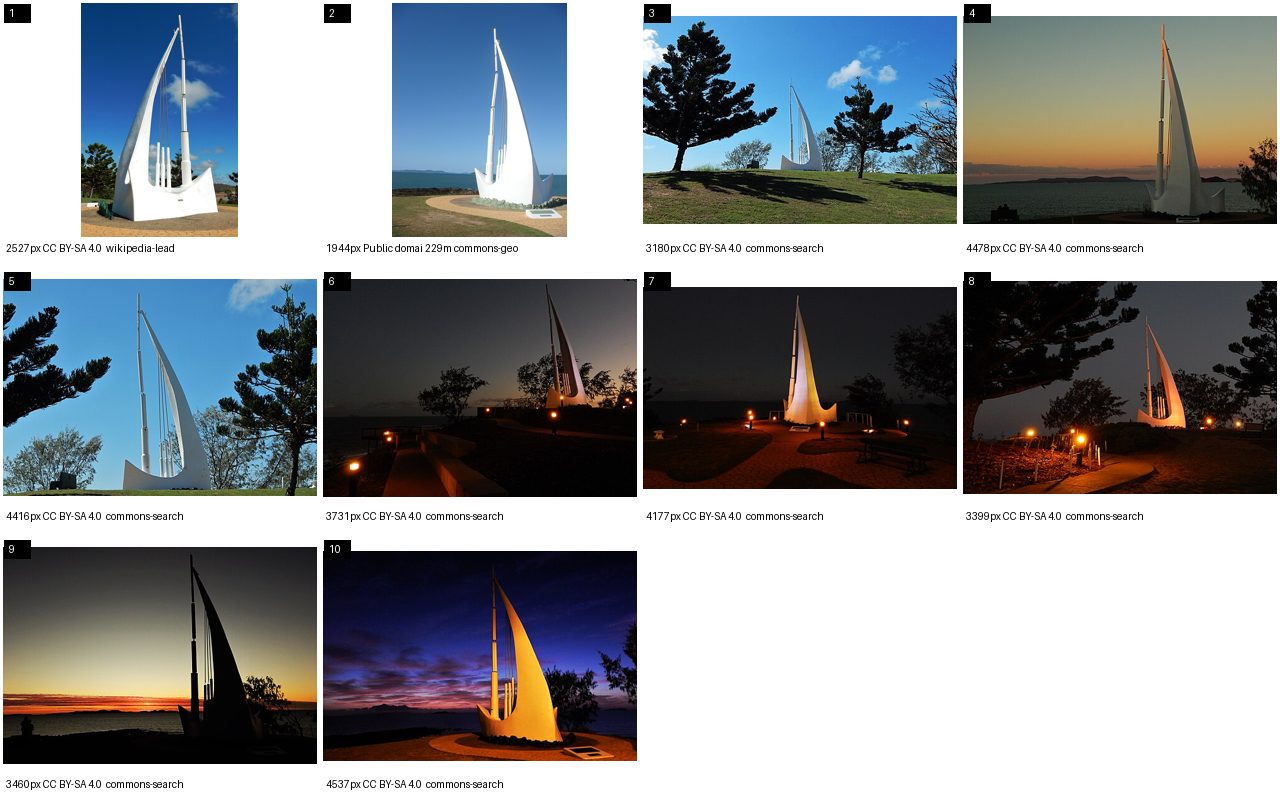 1
2
3
4
2527px CC BY-SA 4.0 wikipedia-lead
1944px Public domai 229m commons-geo
3180px CC BY-SA 4.0 commons-search
4478px CC BY-SA 4.0 commons-search
5
6
7
8
4416px CC BY-SA 4.0 commons-search
3731px CC BY-SA 4.0 commons-search
4177px CC BY-SA 4.0 commons-search
3399px CC BY-SA 4.0 commons-search
9
10
3460px CC BY-SA 4.0 commons-search
4537px CC BY-SA 4.0 commons-search